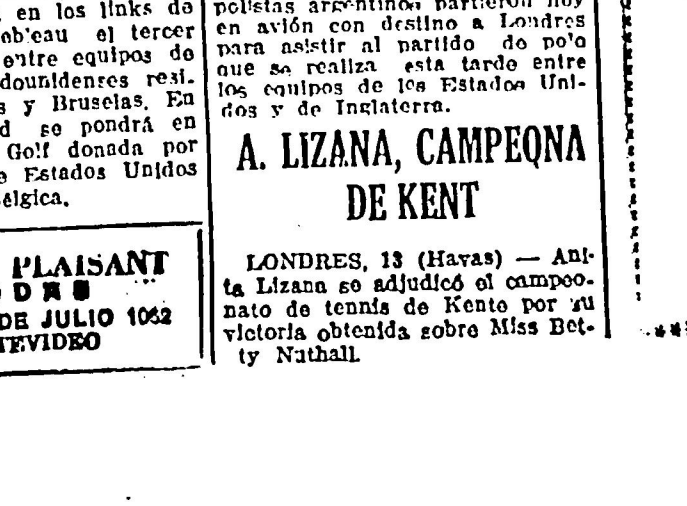 en los links de
el tercer
entre equipos de
dounidenses resi-
s y Bruselas. En
d se pondrá en
Golf donada por
e Estados Unidos
élgica.
PLAISANT
DE JULIO 1062
TEVIDEO
polistas argentinos partieron hoy
en avión con destino a Londres
para asistir al partido de polo
que se realiza esta tarde entre
los equipos de los Estados Uni-
dos y de Inglaterra.
A. LIZANA, CAMPEONA
DE KENT
LONDRES, 13 (Havas) — Ani-
ta Lizana se adjudicó el campeo-
nato de tennis de Kento por su
victoria obtenida sobre Miss Bet-
ty Nathall.